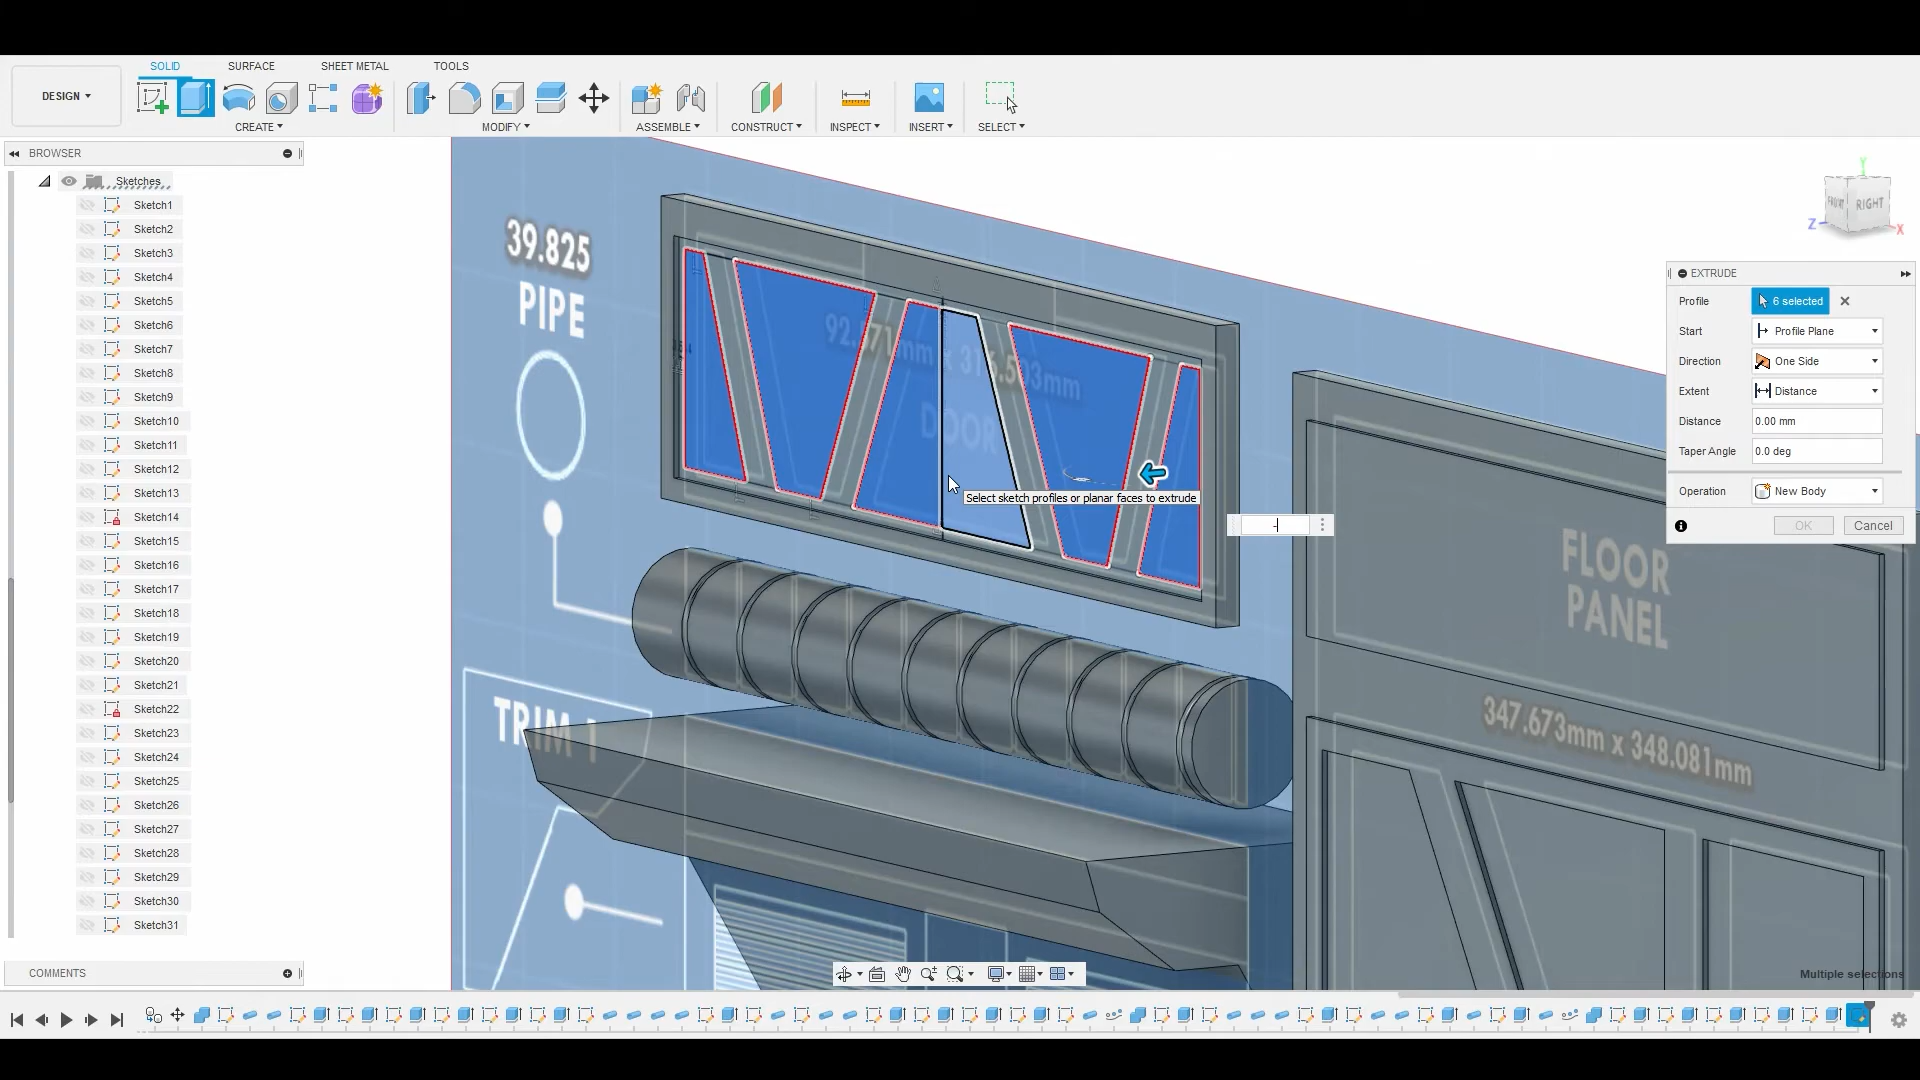 SOLID
SURFACE
SHEET METAL
TOOLS
DESIGN
CREATE
MODIFY
ASSEMBLE
CONSTRUCT
INSPECT
INSERT
SELECT
BROWSER
Sketches
Sketch1
Sketch2
Sketch3
Sketch4
Sketch5
Sketch6
Sketch7
Sketch8
Sketch9
Sketch10
Sketch11
Sketch12
Sketch13
Sketch14
Sketch15
Sketch16
Sketch17
Sketch18
Sketch19
Sketch20
Sketch21
Sketch22
Sketch23
Sketch24
Sketch25
Sketch26
Sketch27
Sketch28
Sketch29
Sketch30
Sketch31
COMMENTS
39.825
PIPE
DOOR
Select sketch profiles or planar faces to extrude
-
TRIM 1
FLOOR
PANEL
347.673mm x 348.081mm
Y
FRONT
RIGHT
Z
X
EXTRUDE
Profile
6 selected
Start
Profile Plane
Direction
One Side
Extent
Distance
Distance
0.00 mm
Taper Angle
0.0 deg
Operation
New Body
OK
Cancel
Multiple selections